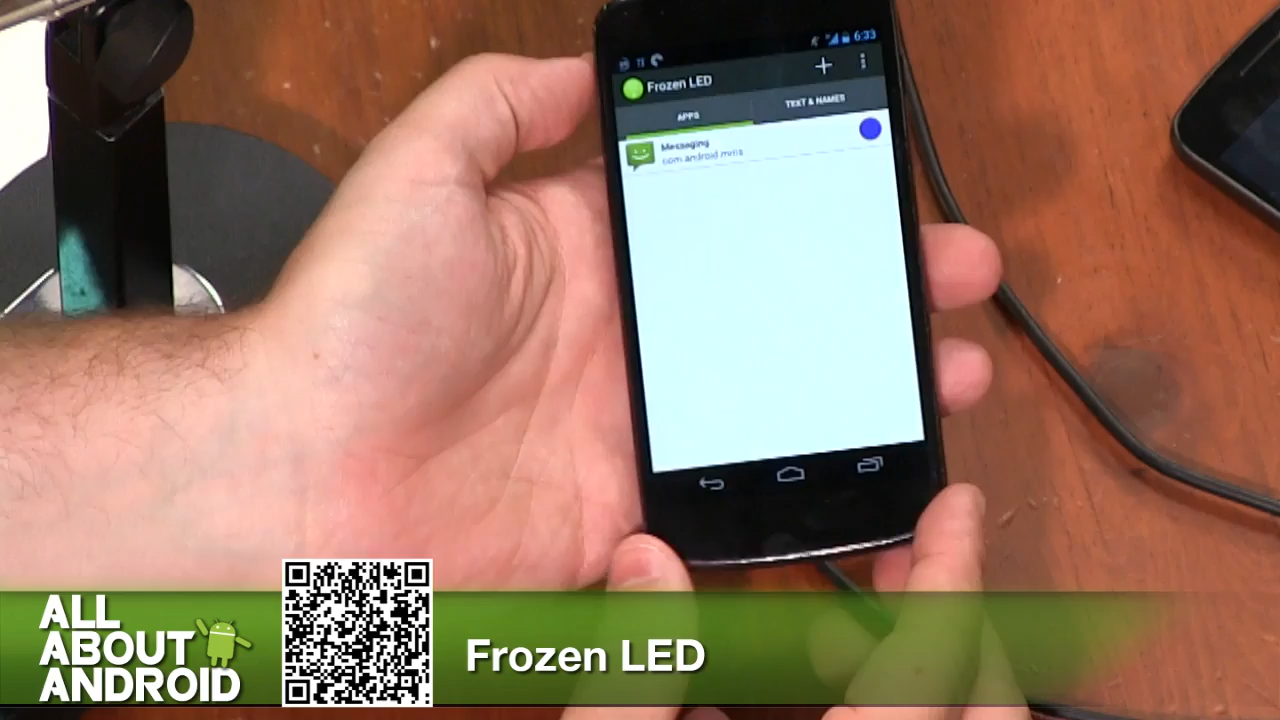 6:33
Frozen LED
APPS
TEXT & NAMES
Messaging
com.android.mms
ALL
ABOUT
ANDROID
Frozen LED